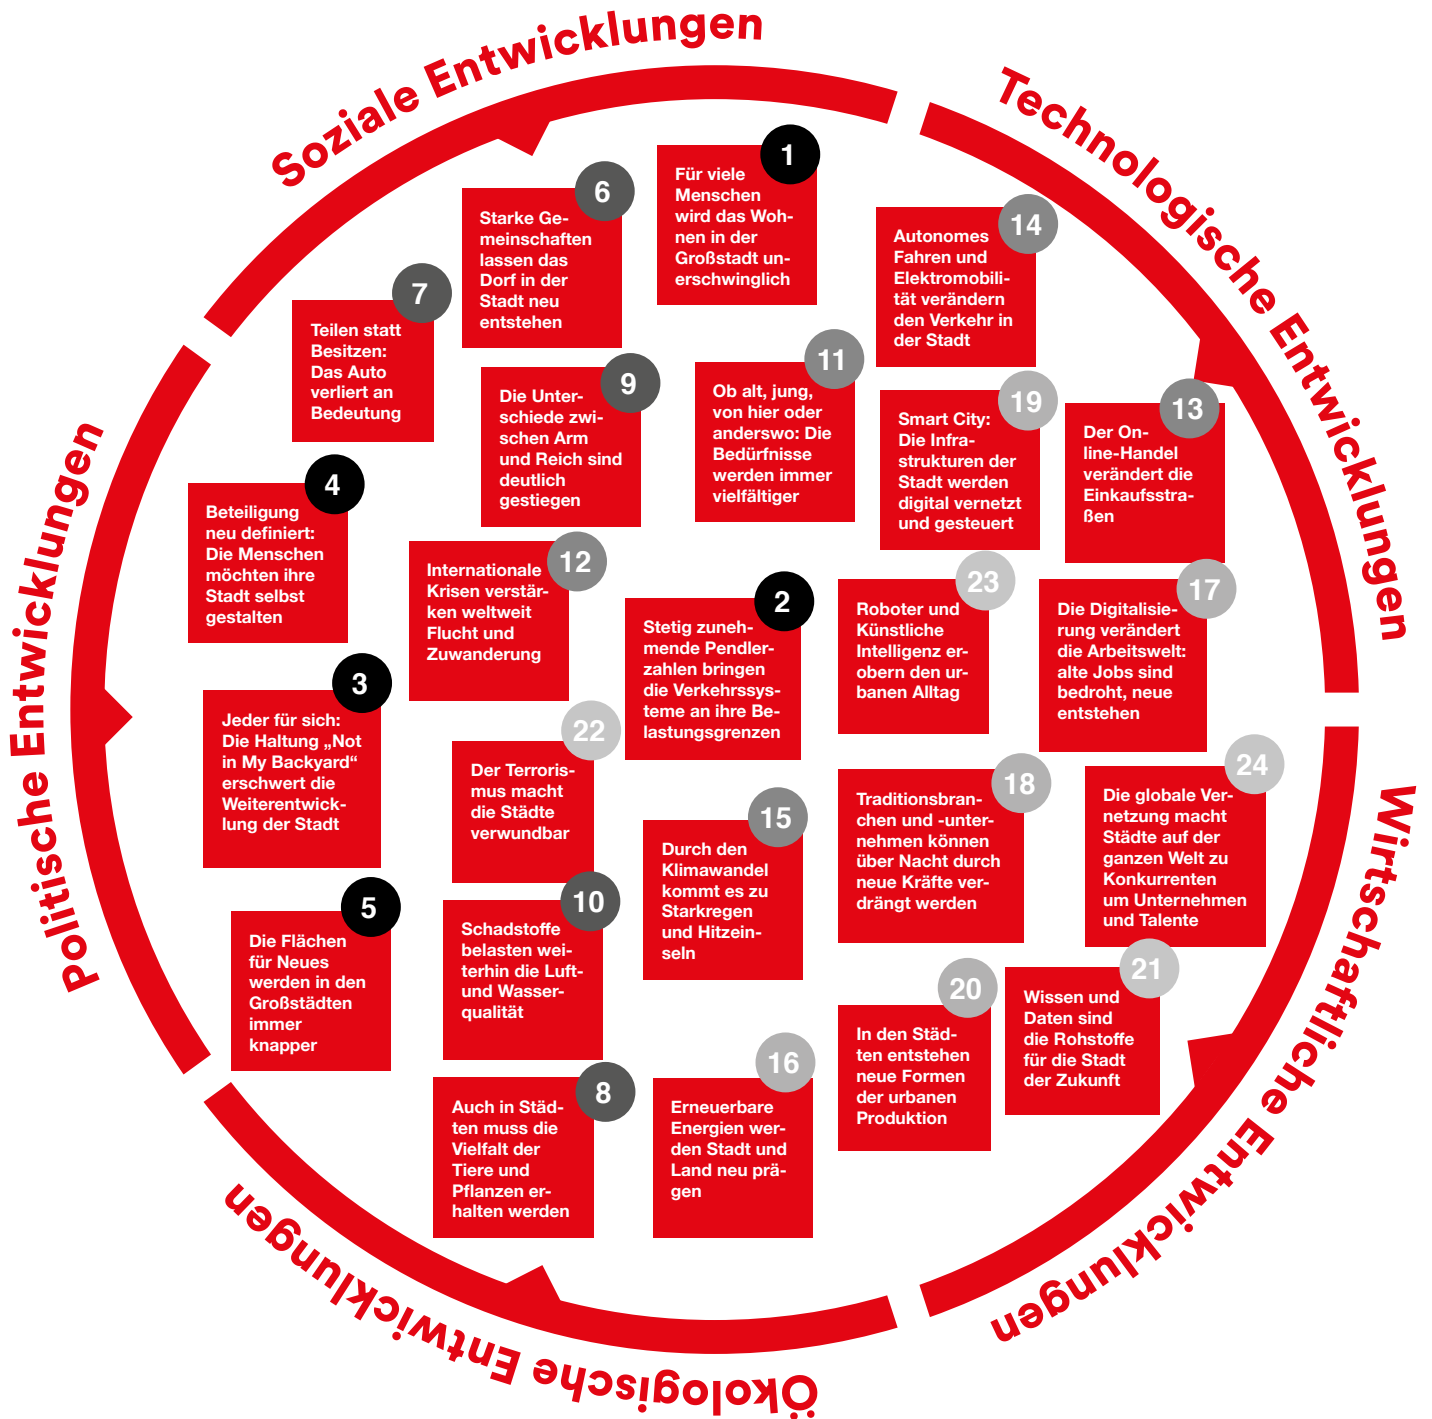 Soziale Entwicklungen
Technologische Entwicklungen
Wirtschaftliche Entwicklungen
Ökologische Entwicklungen
Politische Entwicklungen
1
Für viele
Menschen
wird das Woh-
nen in der
Großstadt un-
erschwinglich
6
Starke Ge-
meinschaften
lassen das
Dorf in der
Stadt neu
entstehen
14
Autonomes
Fahren und
Elektromobili-
tät verändern
den Verkehr in
der Stadt
7
Teilen statt
Besitzen:
Das Auto
verliert an
Bedeutung
9
Die Unter-
schiede zwi-
schen Arm
und Reich sind
deutlich
gestiegen
11
Ob alt, jung,
von hier oder
anderswo: Die
Bedürfnisse
werden immer
vielfältiger
19
Smart City:
Die Infra-
strukturen der
Stadt werden
digital vernetzt
und gesteuert
13
Der On-
line-Handel
verändert die
Einkaufsstra-
ßen
4
Beteiligung
neu definiert:
Die Menschen
möchten ihre
Stadt selbst
gestalten
12
Internationale
Krisen verstär-
ken weltweit
Flucht und
Zuwanderung
2
Stetig zuneh-
mende Pendler-
zahlen bringen
die Verkehrssys-
teme an ihre Be-
lastungsgrenzen
23
Roboter und
Künstliche
Intelligenz er-
obern den ur-
banen Alltag
17
Die Digitalisie-
rung verändert
die Arbeitswelt:
alte Jobs sind
bedroht, neue
entstehen
3
Jeder für sich:
Die Haltung „Not
in My Backyard“
erschwert die
Weiterentwick-
lung der Stadt
22
Der Terroris-
mus macht
die Städte
verwundbar
15
Durch den
Klimawandel
kommt es zu
Starkregen
und Hitzein-
seln
18
Traditionsbran-
chen und -unter-
nehmen können
über Nacht durch
neue Kräfte ver-
drängt werden
24
Die globale Ver-
netzung macht
Städte auf der
ganzen Welt zu
Konkurrenten
um Unternehmen
und Talente
5
Die Flächen
für Neues
werden in den
Großstädten
immer
knapper
10
Schadstoffe
belasten wei-
terhin die Luft-
und Wasser-
qualität
20
In den Städ-
ten entstehen
neue Formen
der urbanen
Produktion
21
Wissen und
Daten sind
die Rohstoffe
für die Stadt
der Zukunft
8
Auch in Städ-
ten muss die
Vielfalt der
Tiere und
Pflanzen er-
halten werden
16
Erneuerbare
Energien wer-
den Stadt und
Land neu prä-
gen